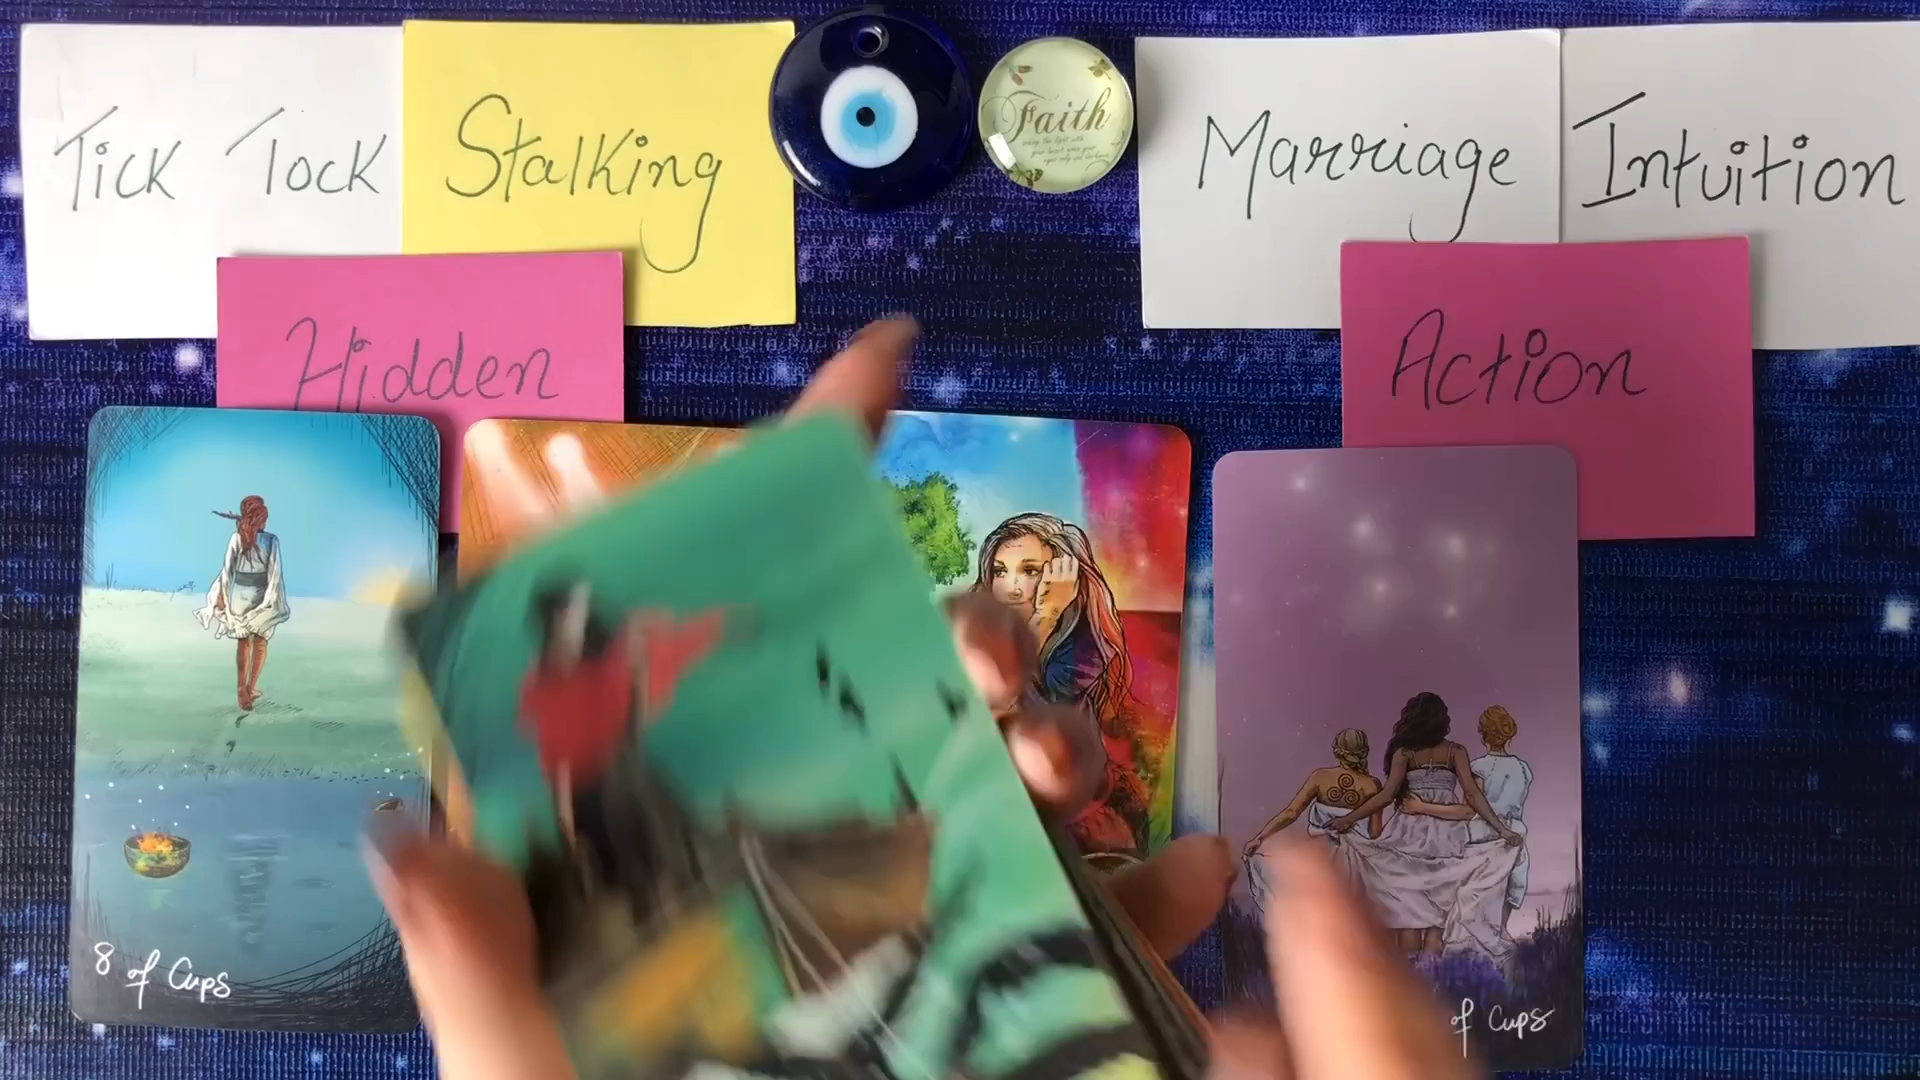 Tick Tock
Stalking
Hidden
Faith
Marriage
Intuition
Action
8 of Cups
of Cups